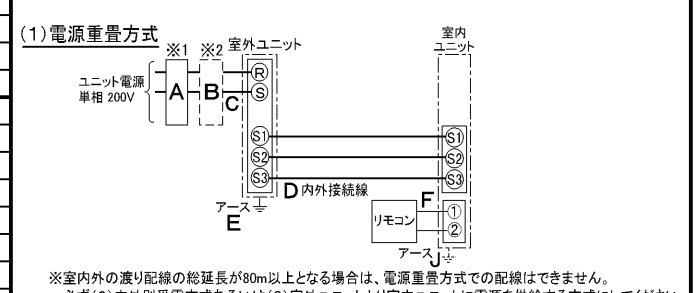 (1)電源重畳方式
※1 ※2 室外ユニット
室内
ユニット
ユニット電源
単相 200V
A B C
R
S
S1 S1
S2 S2
S3 S3
D 内外接続線
アース
E
リモコン
F
①
②
アース J
※室内外の渡り配線の総延長が80m以上となる場合は、電源重畳方式での配線はできません。